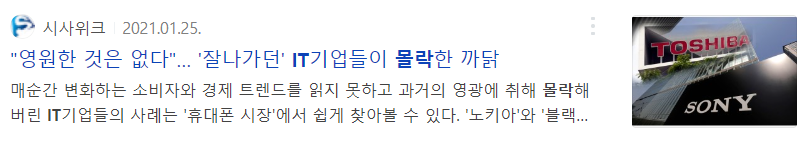 시사위크 2021.01.25.
"영원한 것은 없다"... '잘나가던' IT기업들이 몰락한 까닭
매순간 변화하는 소비자와 경제 트렌드를 읽지 못하고 과거의 영광에 취해 몰락해
버린 IT기업들의 사례는 '휴대폰 시장'에서 쉽게 찾아볼 수 있다. '노키아'와 '블랙...
TOSHIBA
SONY